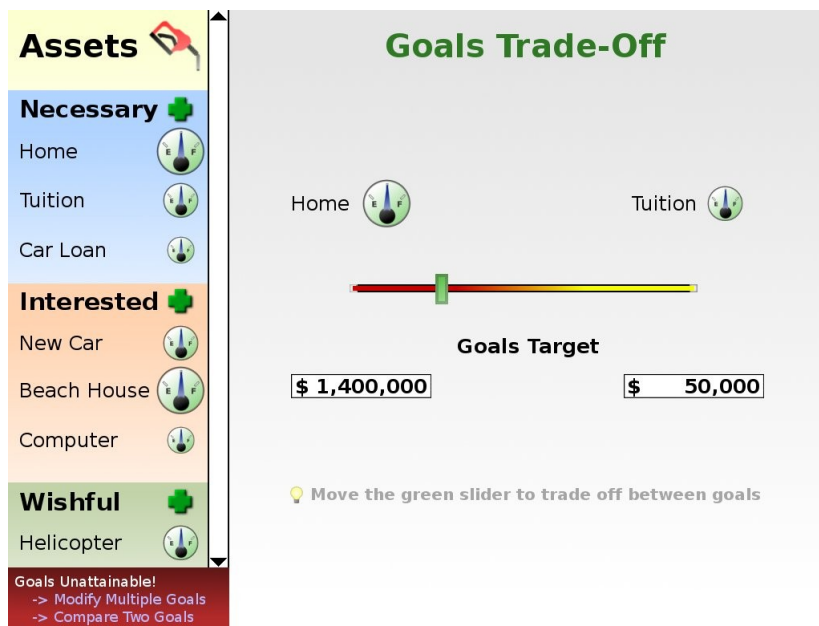 Assets
Necessary
Home
E F
Tuition
Car Loan
Interested
New Car
Beach House
E F
Computer
Wishful
Helicopter
Goals Unattainable!
-> Modify Multiple Goals
-> Compare Two Goals
Goals Trade-Off
Home
E F
Tuition
Goals Target
$ 1,400,000
$ 50,000
Move the green slider to trade off between goals